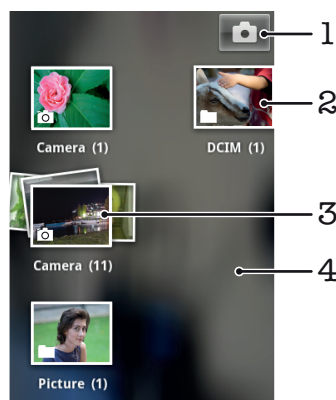 1
Camera (1)
DCIM (1)
2
3
Camera (11)
4
Picture (1)